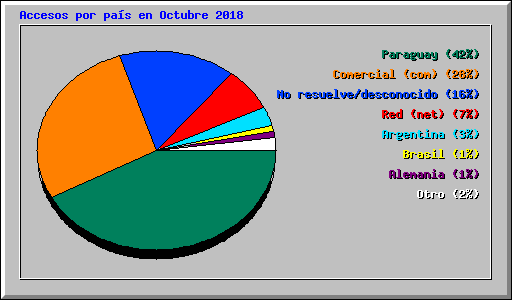 Accesos por país en Octubre 2018
Paraguay (42%)
Comercial (com) (28%)
No resuelve/desconocido (16%)
Red (net) (7%)
Argentina (3%)
Brasil (1%)
Alemania (1%)
Otro (2%)